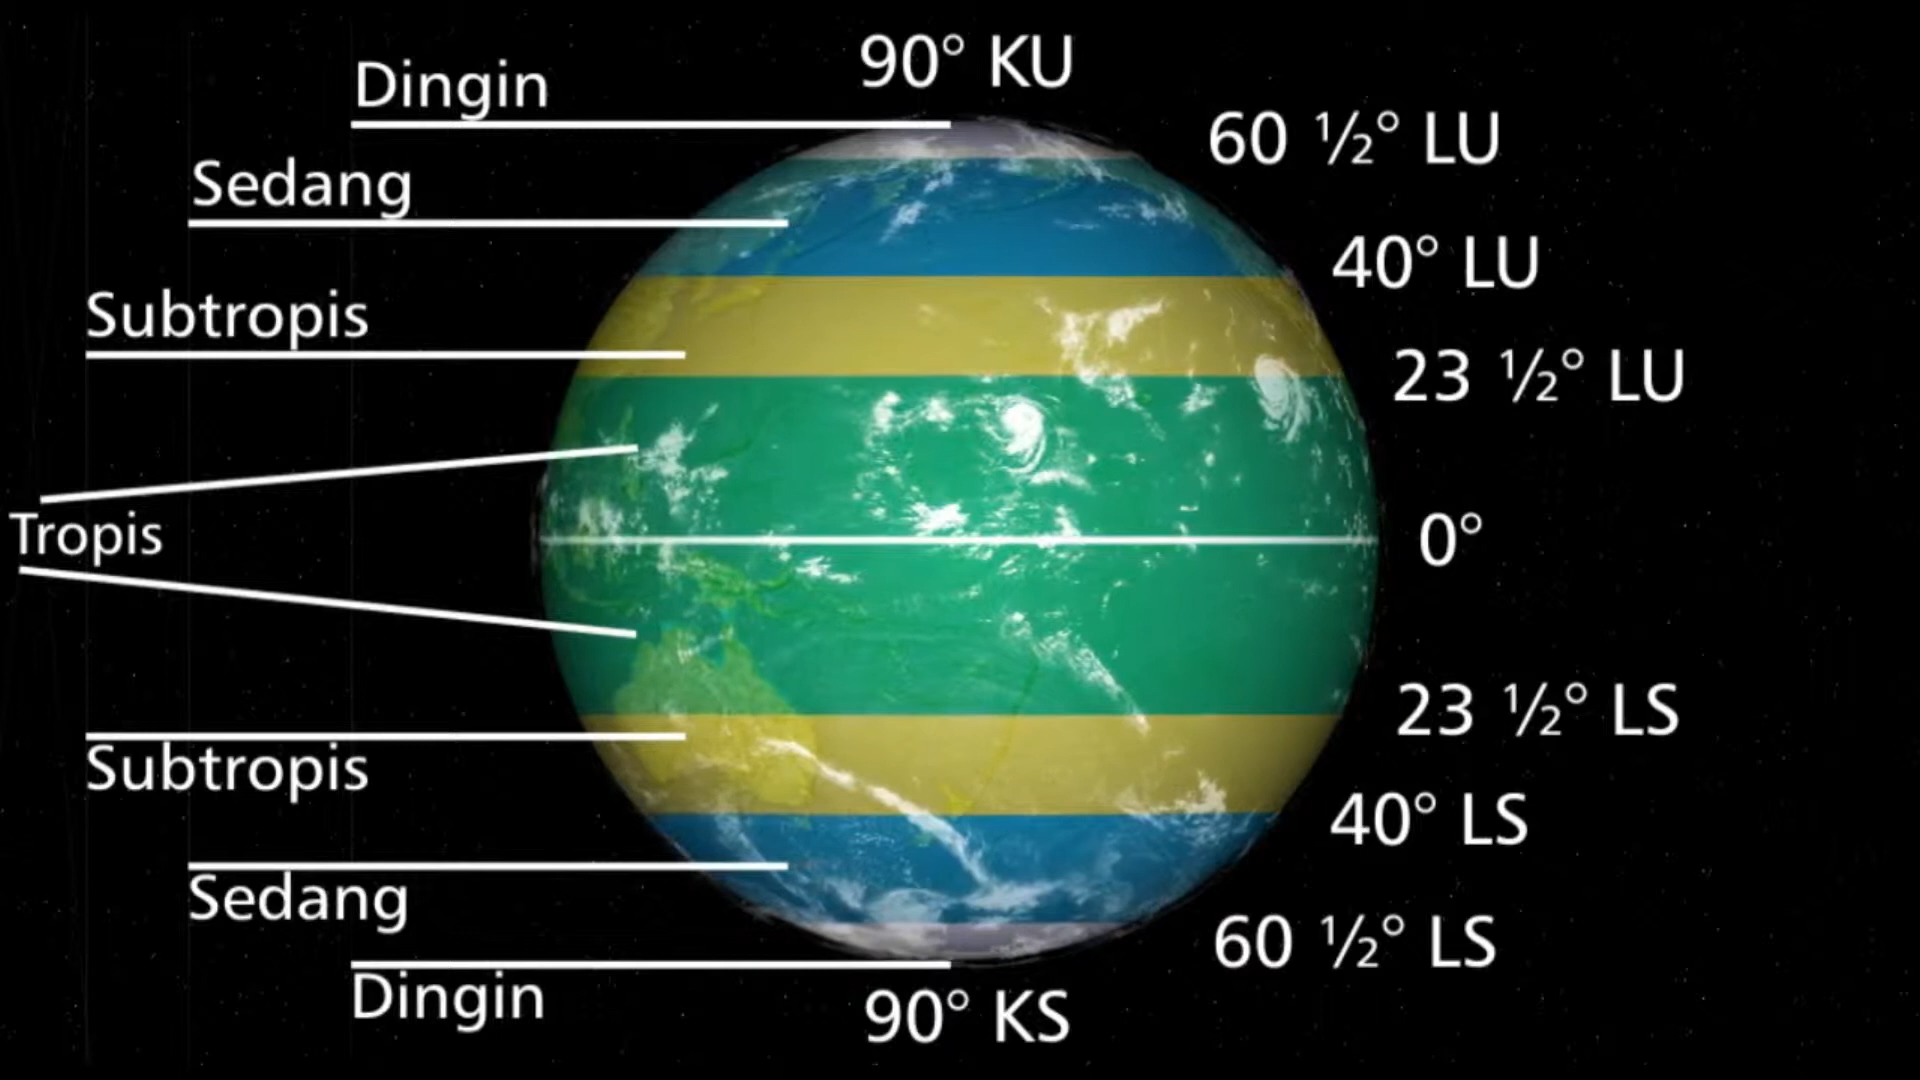 90° KU
Dingin
60 ½° LU
Sedang
40° LU
Subtropis
23 ½° LU
Tropis
0°
23 ½° LS
Subtropis
40° LS
Sedang
60 ½° LS
Dingin
90° KS